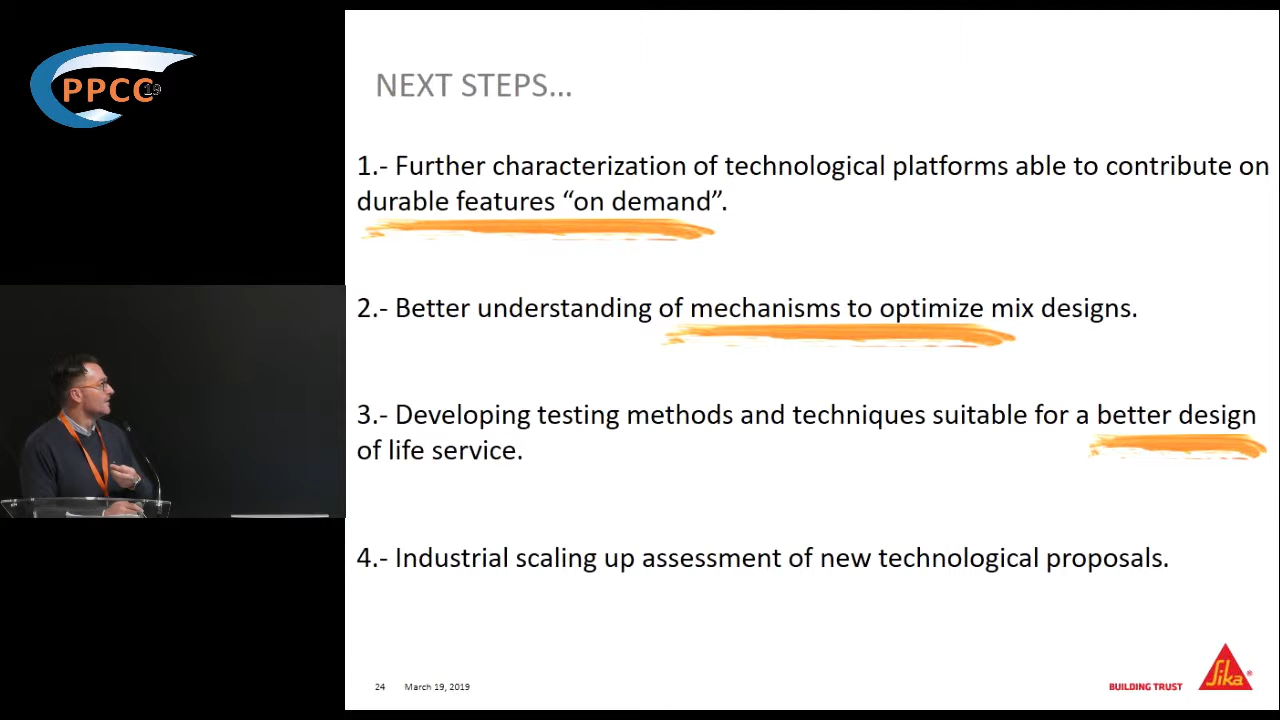 PPCC 19
NEXT STEPS...
1.- Further characterization of technological platforms able to contribute on
durable features “on demand”.
2.- Better understanding of mechanisms to optimize mix designs.
3.- Developing testing methods and techniques suitable for a better design
of life service.
4.- Industrial scaling up assessment of new technological proposals.
24 March 19, 2019
BUILDING TRUST
Sika®